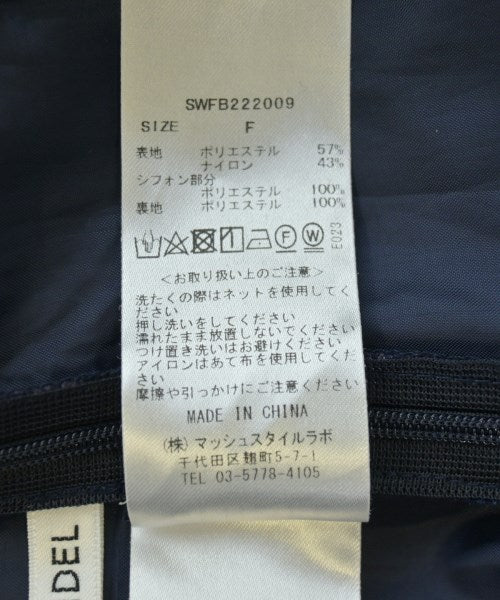 SWFB222009
SIZE F
表地 ポリエステル 57%
ナイロン 43%
シフォン部分
ポリエステル 100%
裏地 ポリエステル 100%
F W E023
<お取り扱い上のご注意>
洗たくの際はネットを使用してく
ださい
押し洗いをしてください
濡れたまま放置しないでください
つけ置き洗いはお避けください
アイロンはあて布を使用してくだ
さい
摩擦や引っかけにご注意ください
MADE IN CHINA
(株)マッシュスタイルラボ
千代田区麹町5-7-1
TEL 03-5778-4105
ODEL